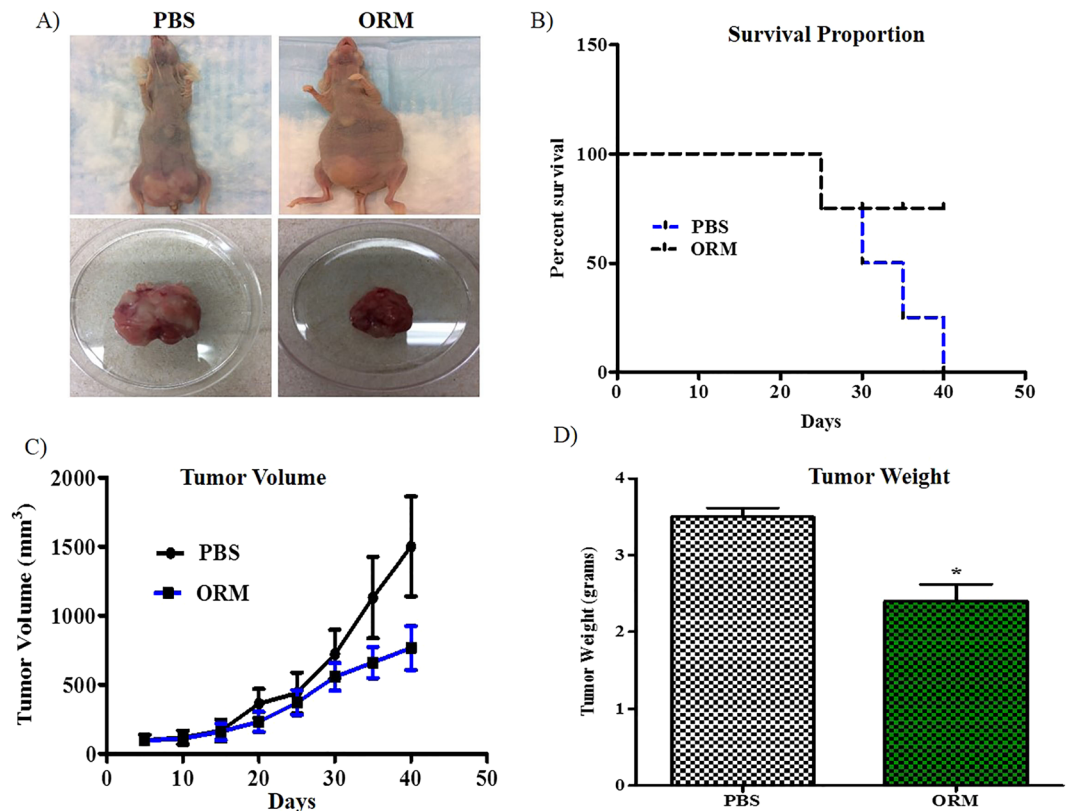 A)
PBS
ORM
B)
Survival Proportion
Percent survival
150
100
50
0
PBS
ORM
0 10 20 30 40 50
Days
C)
Tumor Volume
Tumor Volume (mm³)
2000
1500
1000
500
0
PBS
ORM
0 10 20 30 40 50
Days
D)
Tumor Weight
Tumor Weight (grams)
4
3
2
1
0
*
PBS
ORM